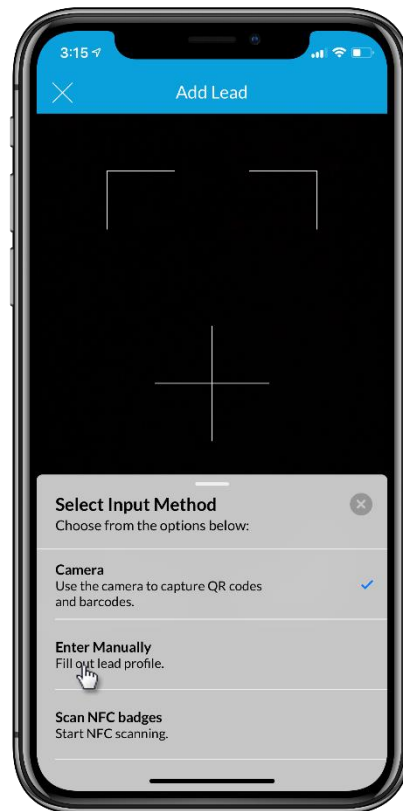 3:15
Add Lead
Select Input Method
Choose from the options below:
Camera
Use the camera to capture QR codes
and barcodes.
Enter Manually
Fill out lead profile.
Scan NFC badges
Start NFC scanning.